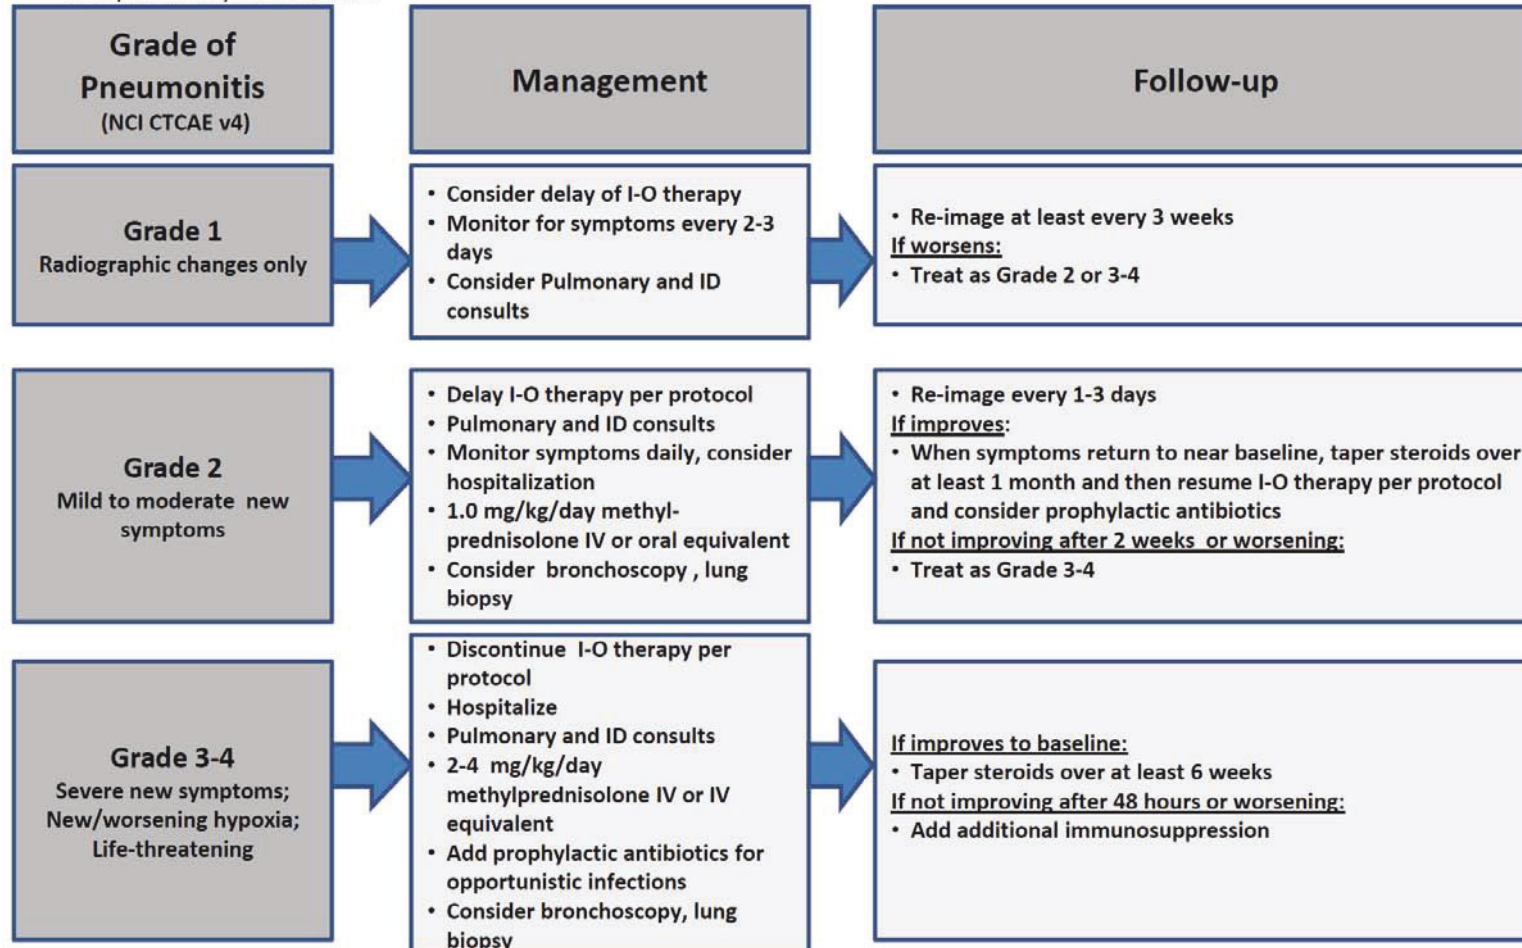 Grade of
Pneumonitis
(NCI CTCAE v4)
Management
Follow-up
Grade 1
Radiographic changes only
• Consider delay of I-O therapy
• Monitor for symptoms every 2-3
days
• Consider Pulmonary and ID
consults
• Re-image at least every 3 weeks
If worsens:
• Treat as Grade 2 or 3-4
Grade 2
Mild to moderate new
symptoms
• Delay I-O therapy per protocol
• Pulmonary and ID consults
• Monitor symptoms daily, consider
hospitalization
• 1.0 mg/kg/day methyl-
prednisolone IV or oral equivalent
• Consider bronchoscopy , lung
biopsy
• Re-image every 1-3 days
If improves:
• When symptoms return to near baseline, taper steroids over
at least 1 month and then resume I-O therapy per protocol
and consider prophylactic antibiotics
If not improving after 2 weeks or worsening:
• Treat as Grade 3-4
Grade 3-4
Severe new symptoms;
New/worsening hypoxia;
Life-threatening
• Discontinue I-O therapy per
protocol
• Hospitalize
• Pulmonary and ID consults
• 2-4 mg/kg/day
methylprednisolone IV or IV
equivalent
• Add prophylactic antibiotics for
opportunistic infections
• Consider bronchoscopy, lung
biopsy
If improves to baseline:
• Taper steroids over at least 6 weeks
If not improving after 48 hours or worsening:
• Add additional immunosuppression